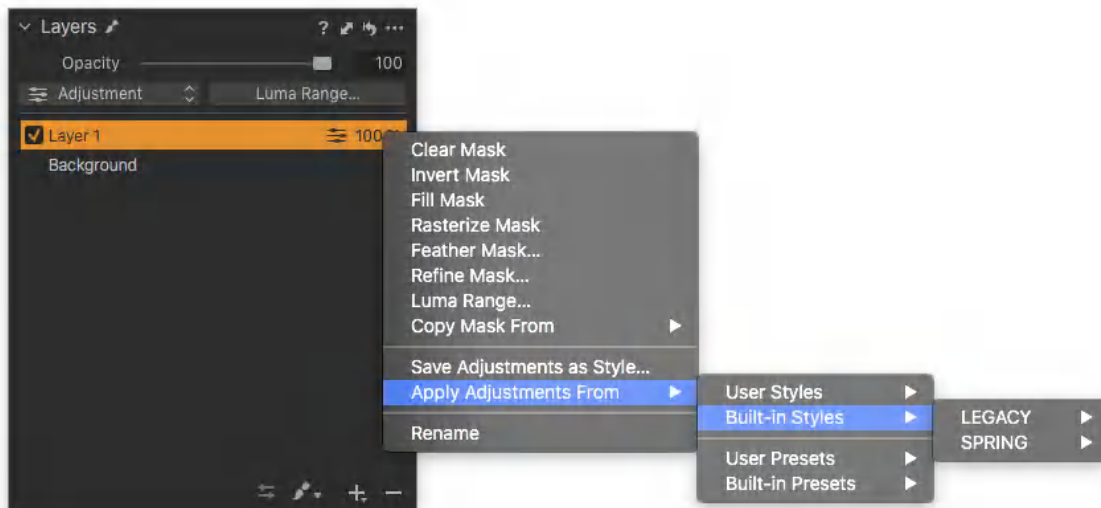 Layers
?
Opacity 100
Adjustment Luma Range...
Layer 1
Background
Clear Mask
Invert Mask
Fill Mask
Rasterize Mask
Feather Mask...
Refine Mask...
Luma Range...
Copy Mask From
Save Adjustments as Style...
Apply Adjustments From
Rename
User Styles
Built-in Styles
User Presets
Built-in Presets
LEGACY
SPRING